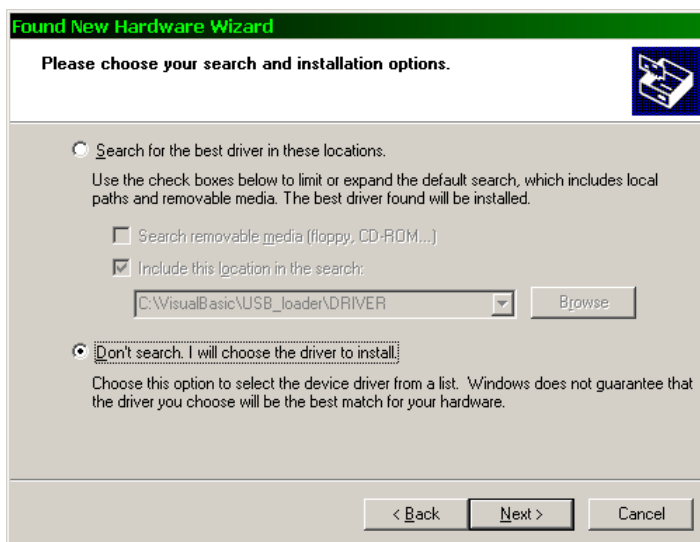 Found New Hardware Wizard
Please choose your search and installation options.
Search for the best driver in these locations.
Use the check boxes below to limit or expand the default search, which includes local
paths and removable media. The best driver found will be installed.
Search removable media (floppy, CD-ROM...)
Include this location in the search:
C:\VisualBasic\USB_loader\DRIVER
Browse
Don't search. I will choose the driver to install.
Choose this option to select the device driver from a list.  Windows does not guarantee that
the driver you choose will be the best match for your hardware.
< Back
Next >
Cancel